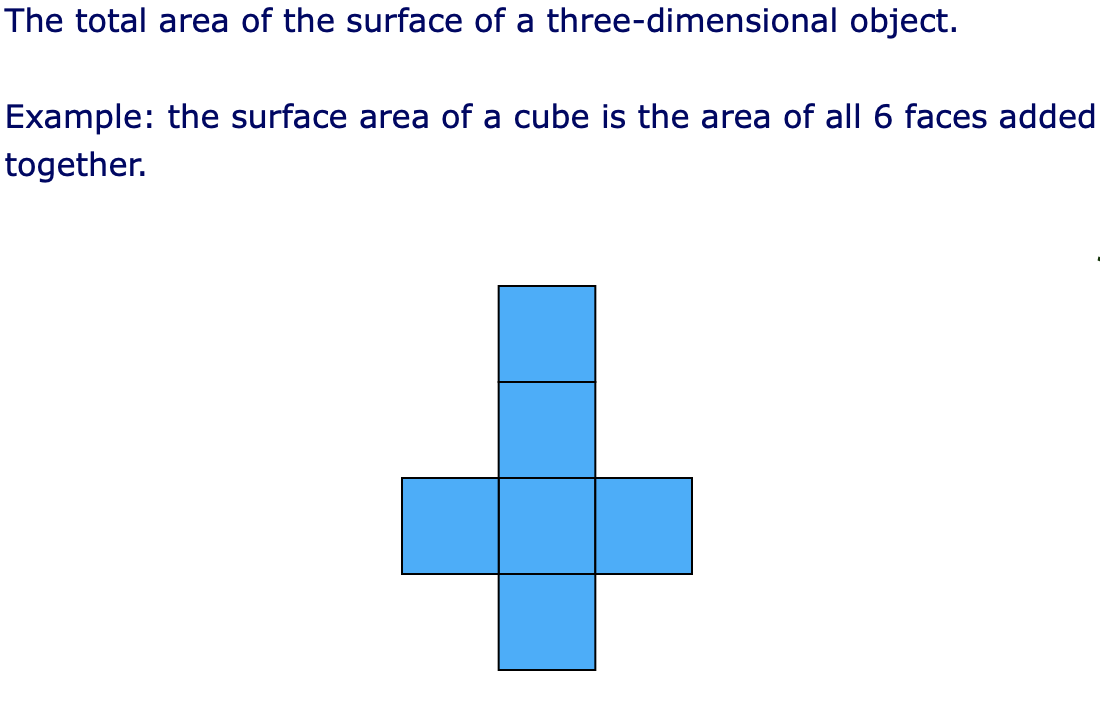 The total area of the surface of a three-dimensional object.
Example: the surface area of a cube is the area of all 6 faces added
together.